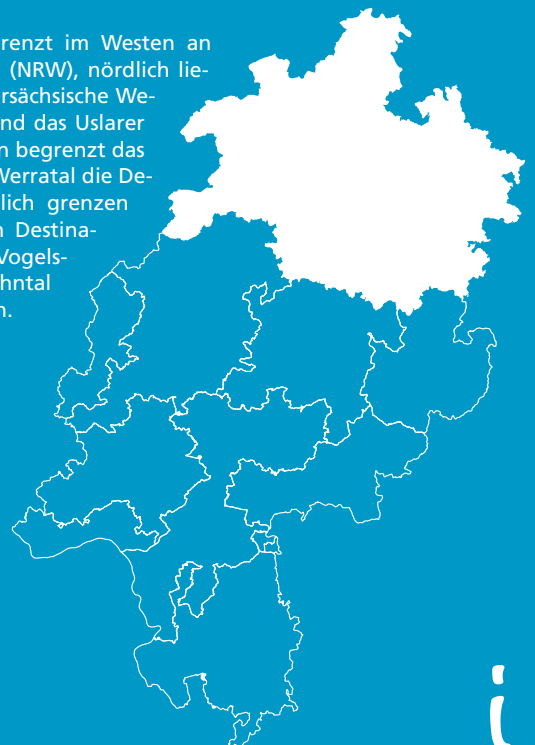 renzt im Westen an
(NRW), nördlich lie-
rsächsische We-
nd das Uslarer
n begrenzt das
Werratal die De-
lich grenzen
n Destina-
Vogels-
hntal
n.
i